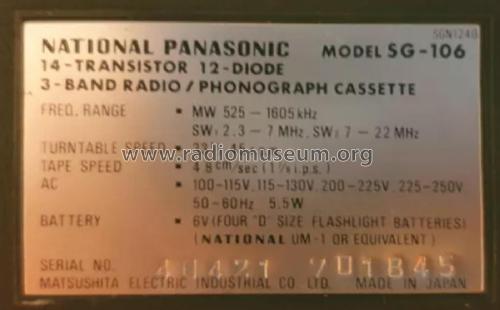 SGN1240
NATIONAL PANASONIC MODEL SG-106
14-TRANSISTOR 12-DIODE
3-BAND RADIO/PHONOGRAPH CASSETTE
FREQ. RANGE ▪ MW 525 – 1605 kHz
SW1 2.3 – 7 MHz, SW2 7 – 22 MHz
TURNTABLE SPEED ▪
www.radiomuseum.org
TAPE SPEED ▪ 4.8 cm/sec (1⅞ i.p.s.)
AC ▪ 100-115V, 115-130V, 200-225V, 225-250V
50-60Hz 5.5W
BATTERY ▪ 6V (FOUR "D" SIZE FLASHLIGHT BATTERIES)
(NATIONAL UM-1 OR EQUIVALENT)
SERIAL NO. 40421 701845
MATSUSHITA ELECTRIC INDUSTRIAL CO. LTD. MADE IN JAPAN